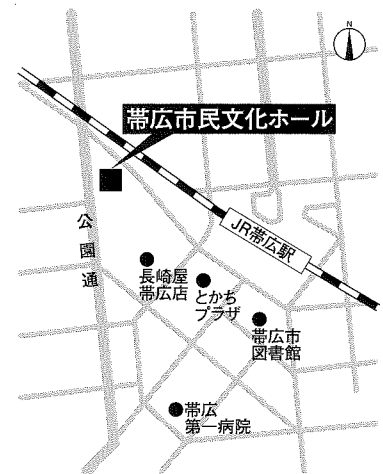 N
帯広市民文化ホール
JR帯広駅
公園通
長崎屋
帯広店
とかち
プラザ
帯広市
図書館
帯広
第一病院